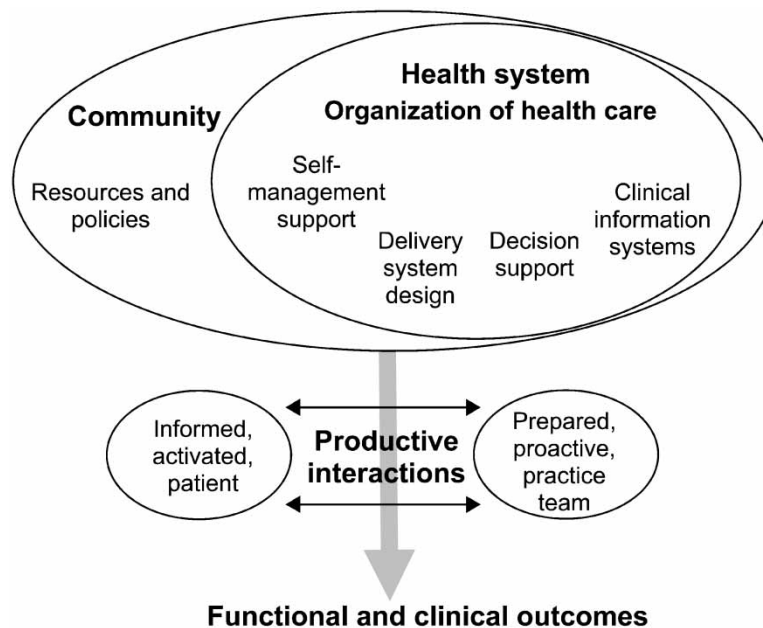 Health system
Organization of health care
Community
Resources and
policies
Self-
management
support
Delivery
system
design
Decision
support
Clinical
information
systems
Informed,
activated,
patient
Productive
interactions
Prepared,
proactive,
practice
team
Functional and clinical outcomes